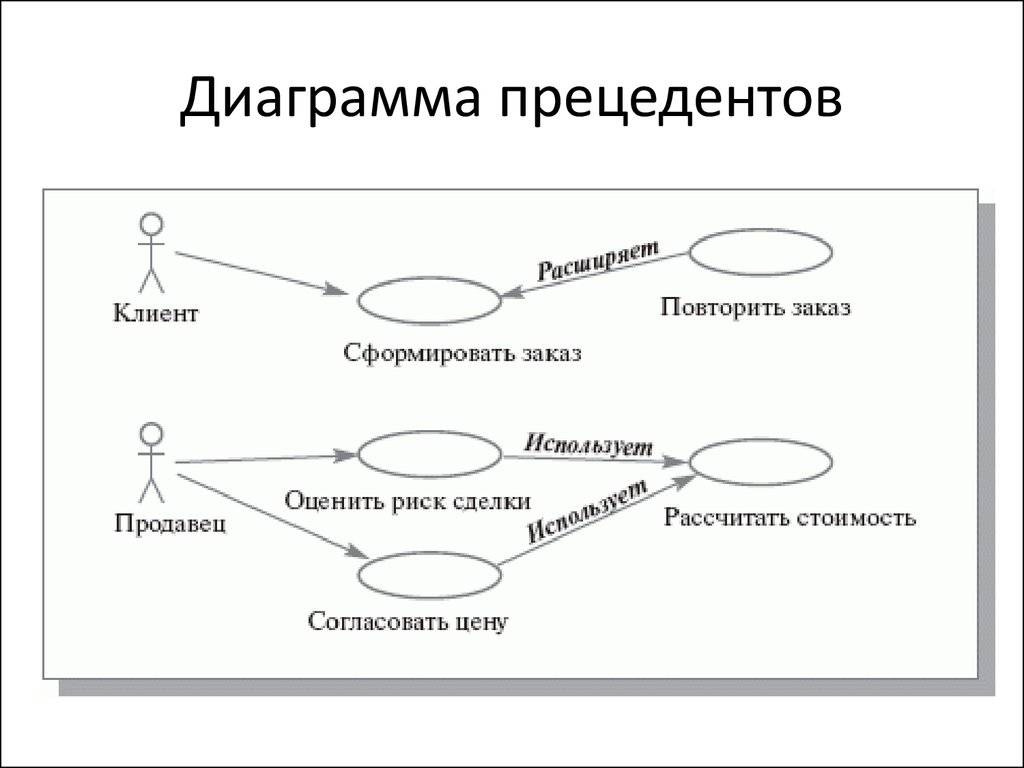 Диаграмма прецедентов
Расширяет
Клиент
Повторить заказ
Сформировать заказ
Использует
Оценить риск сделки
Использует
Продавец
Рассчитать стоимость
Согласовать цену